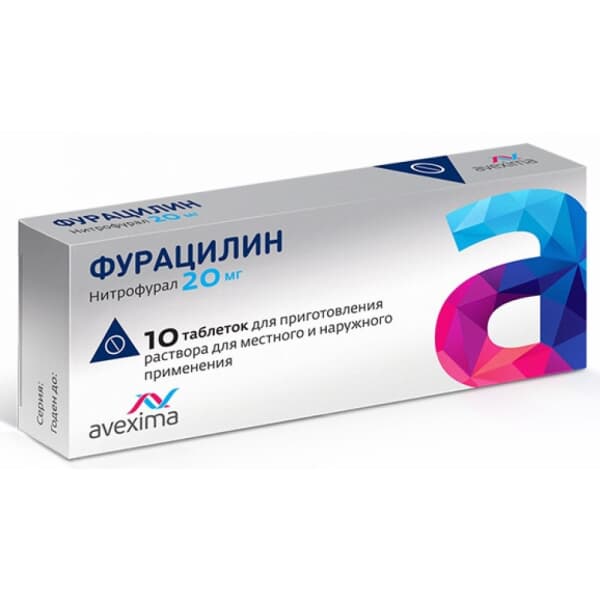 avexima
ФУРАЦИЛИН
Нитрофурал 20 мг
ФУРАЦИЛИН
Нитрофурал 20 мг
10 таблеток для приготовления
раствора для местного и наружного
применения
avexima
Серия:
Годен до: